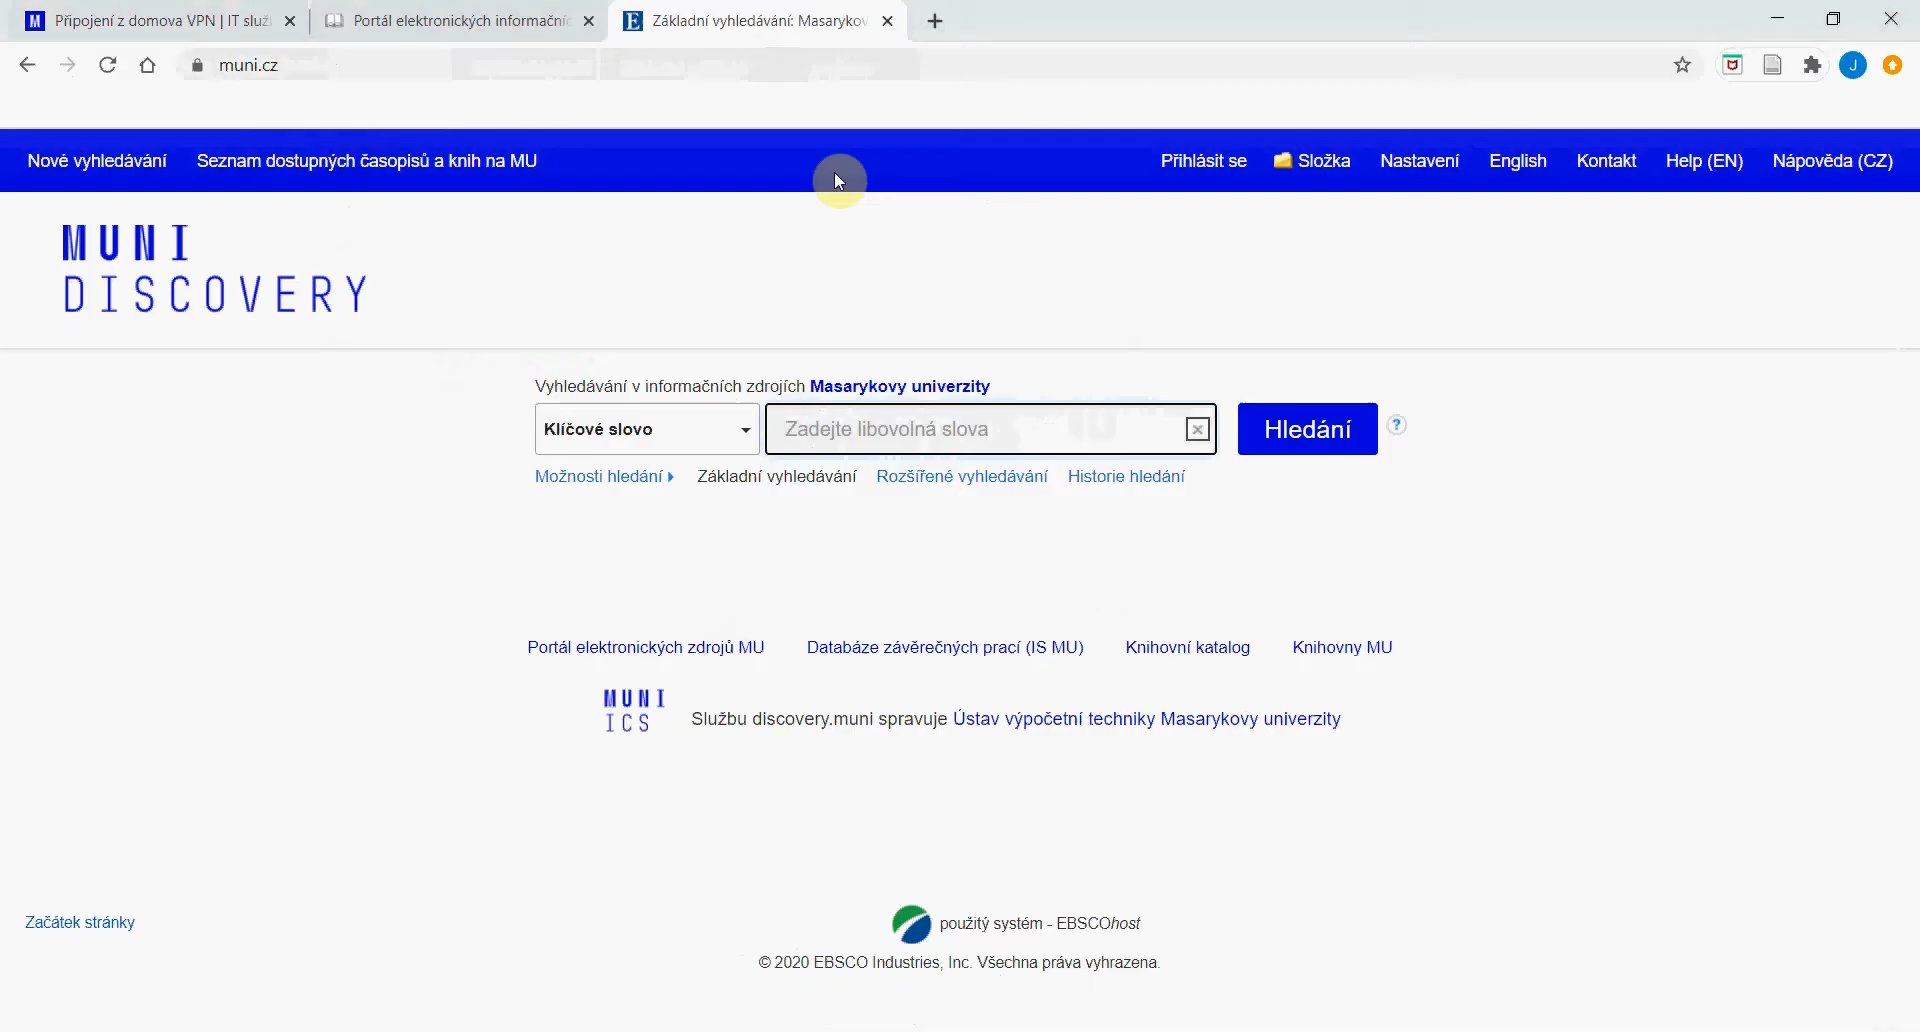 Připojení z domova VPN | IT služ
Portál elektronických informačníc
Základní vyhledávání: Masarykov
muni.cz
J
Nové vyhledávání
Seznam dostupných časopisů a knih na MU
Přihlásit se
Složka
Nastavení
English
Kontakt
Help (EN)
Nápověda (CZ)
MUNI
DISCOVERY
Vyhledávání v informačních zdrojích Masarykovy univerzity
Klíčové slovo
Zadejte libovolná slova
Hledání
?
Možnosti hledání
Základní vyhledávání
Rozšířené vyhledávání
Historie hledání
Portál elektronických zdrojů MU
Databáze závěrečných prací (IS MU)
Knihovní katalog
Knihovny MU
MUNI
ICS
Službu discovery.muni spravuje Ústav výpočetní techniky Masarykovy univerzity
Začátek stránky
použitý systém - EBSCOhost
© 2020 EBSCO Industries, Inc. Všechna práva vyhrazena.